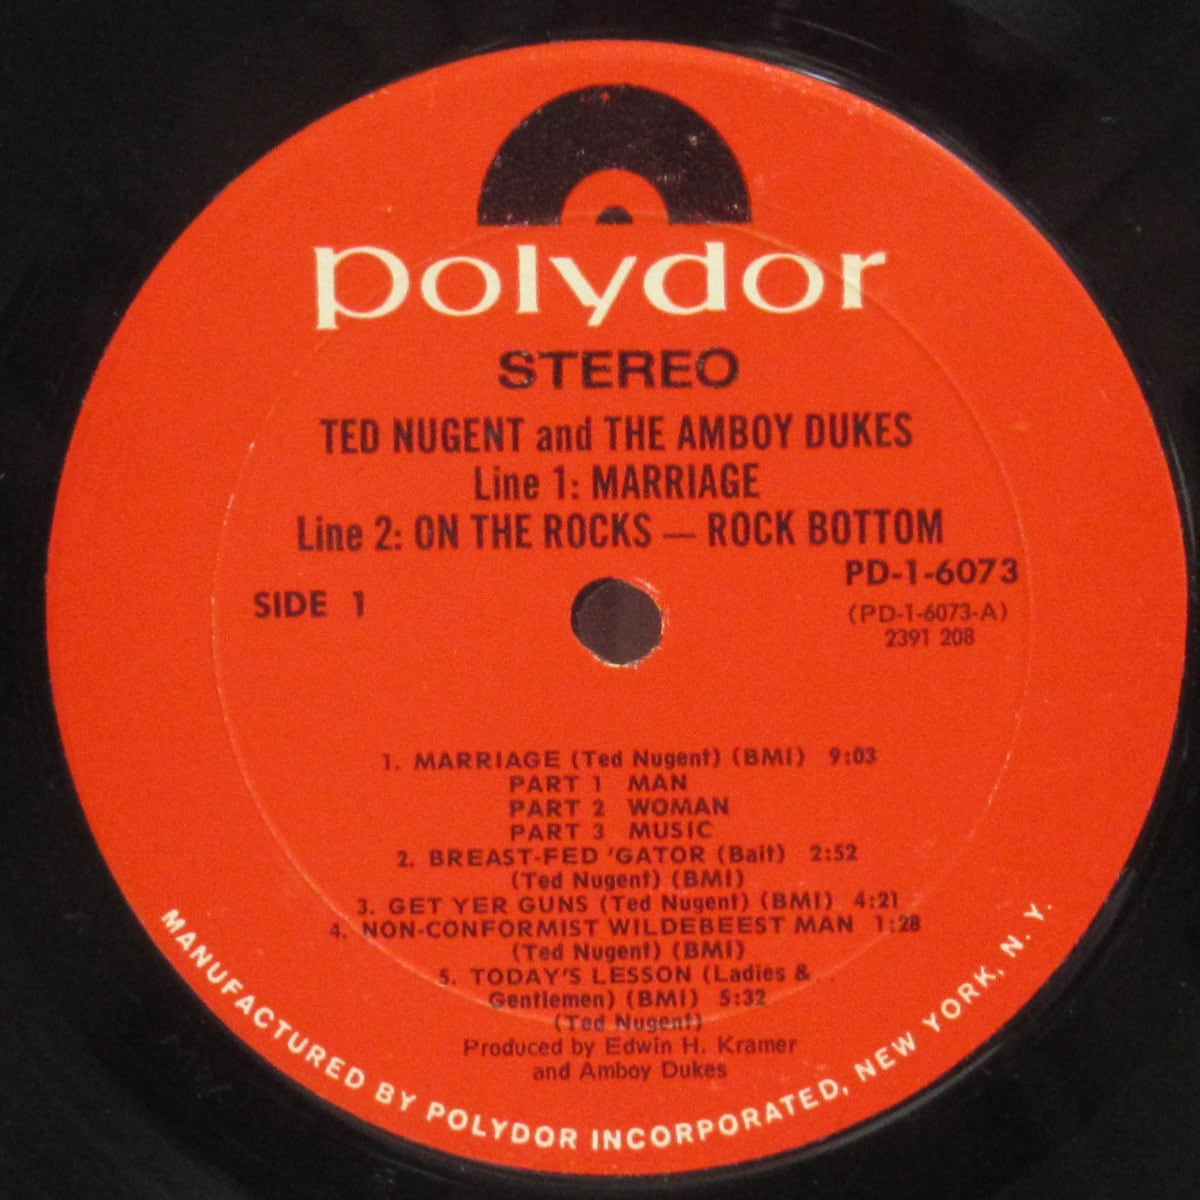 polydor
STEREO
TED NUGENT and THE AMBOY DUKES
Line 1: MARRIAGE
Line 2: ON THE ROCKS — ROCK BOTTOM
PD-1-6073
SIDE 1
(PD-1-6073-A)
2391 208
1. MARRIAGE (Ted Nugent) (BMI) 9:03
PART 1 MAN
PART 2 WOMAN
PART 3 MUSIC
2. BREAST-FED 'GATOR (Bait) 2:52
(Ted Nugent) (BMI)
3. GET YER GUNS (Ted Nugent) (BMI) 4:21
4. NON-CONFORMIST WILDEBEEST MAN 1:28
(Ted Nugent) (BMI)
5. TODAY'S LESSON (Ladies &
Gentlemen) (BMI) 5:32
(Ted Nugent)
Produced by Edwin H. Kramer
and Amboy Dukes
MANUFACTURED BY POLYDOR INCORPORATED, NEW YORK, N. Y.